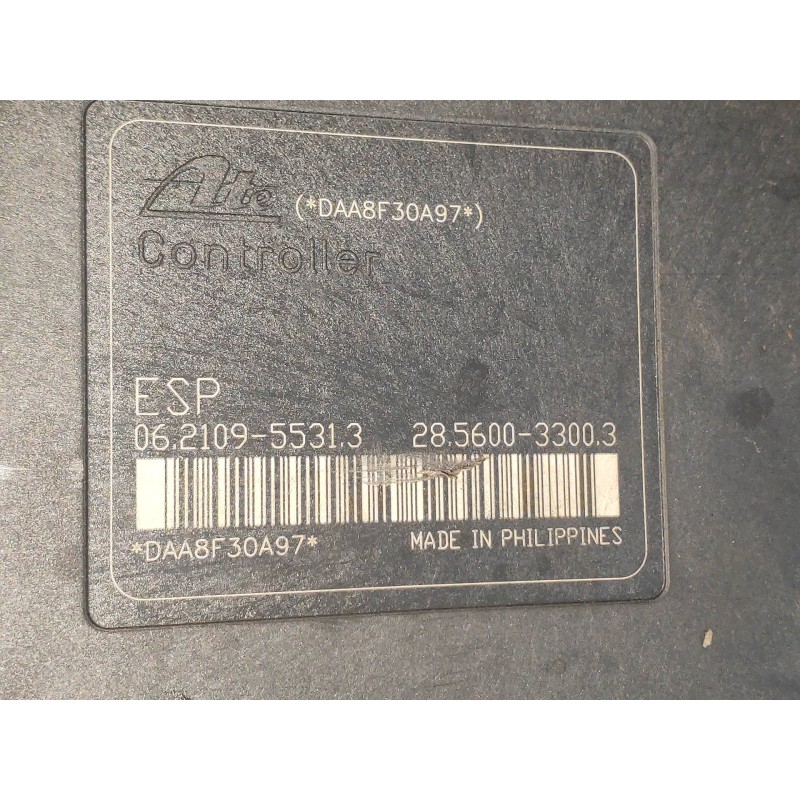 Ate (*DAA8F30A97*)
Controller
ESP
06.2109-5531.3 28.5600-3300.3
*DAA8F30A97* MADE IN PHILIPPINES